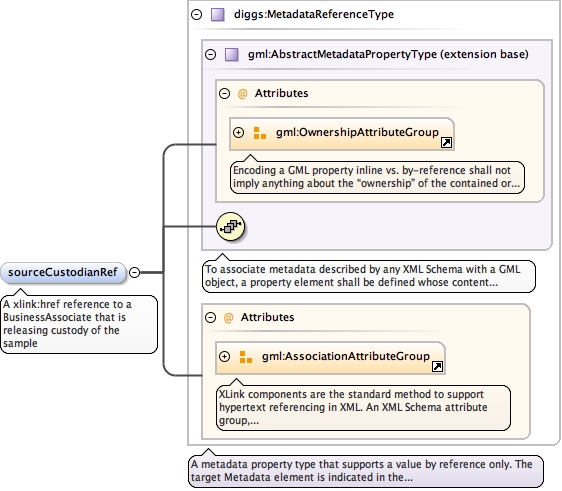 diggs:MetadataReferenceType
gml:AbstractMetadataPropertyType (extension base)
@ Attributes
gml:OwnershipAttributeGroup
Encoding a GML property inline vs. by-reference shall not
imply anything about the “ownership” of the contained or...
sourceCustodianRef
A xlink:href reference to a
BusinessAssociate that is
releasing custody of the
sample
To associate metadata described by any XML Schema with a GML
object, a property element shall be defined whose content...
@ Attributes
gml:AssociationAttributeGroup
XLink components are the standard method to support
hypertext referencing in XML. An XML Schema attribute
group,...
A metadata property type that supports a value by reference only. The
target Metadata element is indicated in the...